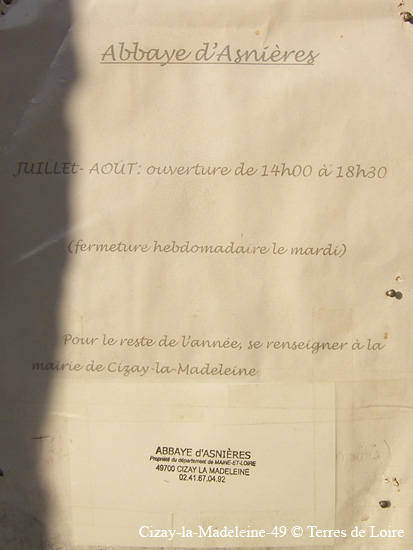 Abbaye d'Asnières
JUILLEt- AOÛT: ouverture de 14h00 à 18h30
(fermeture hebdomadaire le mardi)
Pour le reste de l'année, se renseigner à la
mairie de Cizay-la-Madeleine
ABBAYE d'ASNIÈRES
Propriété du département de MAINE-ET-LOIRE
49700 CIZAY LA MADELEINE
02.41.67.04.92
Cizay-la-Madeleine-49 © Terres de Loire